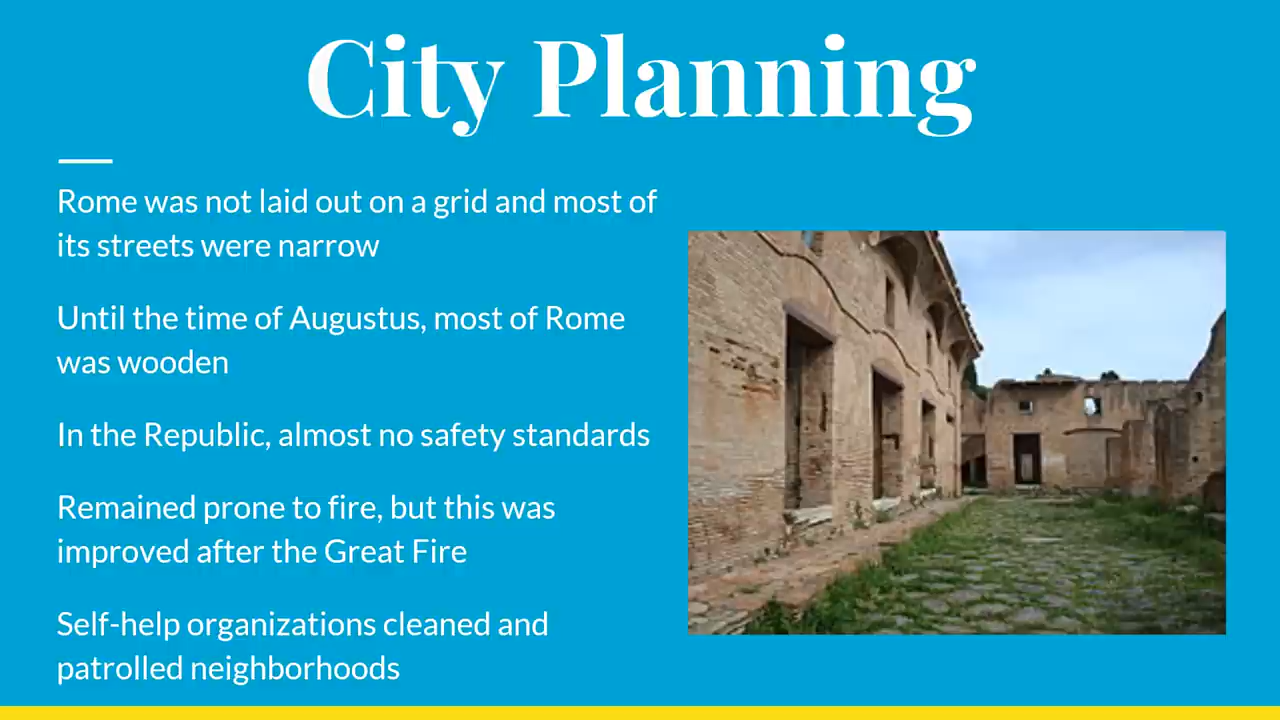 City Planning
Rome was not laid out on a grid and most of
its streets were narrow
Until the time of Augustus, most of Rome
was wooden
In the Republic, almost no safety standards
Remained prone to fire, but this was
improved after the Great Fire
Self-help organizations cleaned and
patrolled neighborhoods